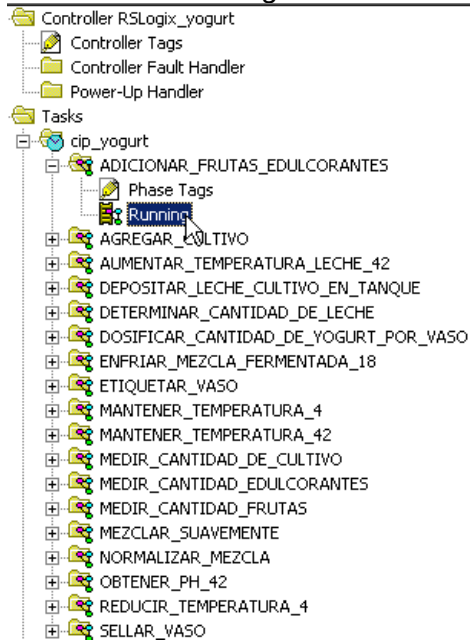 Controller RSLogix_yogurt
Controller Tags
Controller Fault Handler
Power-Up Handler
Tasks
cip_yogurt
ADICIONAR_FRUTAS_EDULCORANTES
Phase Tags
Running
AGREGAR_CULTIVO
AUMENTAR_TEMPERATURA_LECHE_42
DEPOSITAR_LECHE_CULTIVO_EN_TANQUE
DETERMINAR_CANTIDAD_DE_LECHE
DOSIFICAR_CANTIDAD_DE_YOGURT_POR_VASO
ENFRIAR_MEZCLA_FERMENTADA_18
ETIQUETAR_VASO
MANTENER_TEMPERATURA_4
MANTENER_TEMPERATURA_42
MEDIR_CANTIDAD_DE_CULTIVO
MEDIR_CANTIDAD_EDULCORANTES
MEDIR_CANTIDAD_FRUTAS
MEZCLAR_SUAVEMENTE
NORMALIZAR_MEZCLA
OBTENER_PH_42
REDUCIR_TEMPERATURA_4
SELLAR_VASO